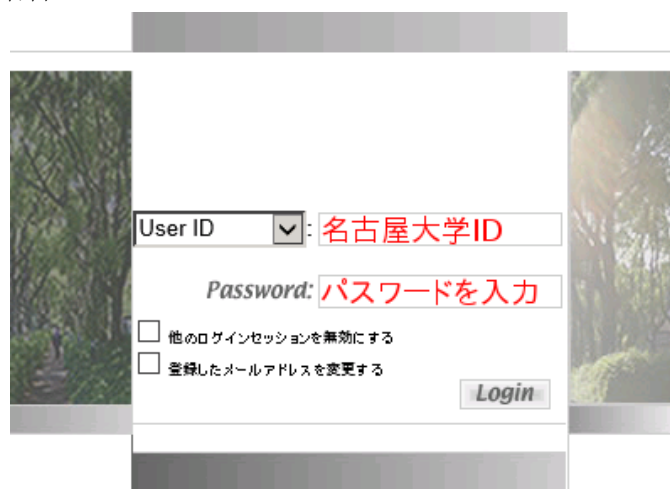 User ID : 名古屋大学ID
Password: パスワードを入力
他のログインセッションを無効にする
登録したメールアドレスを変更する
Login